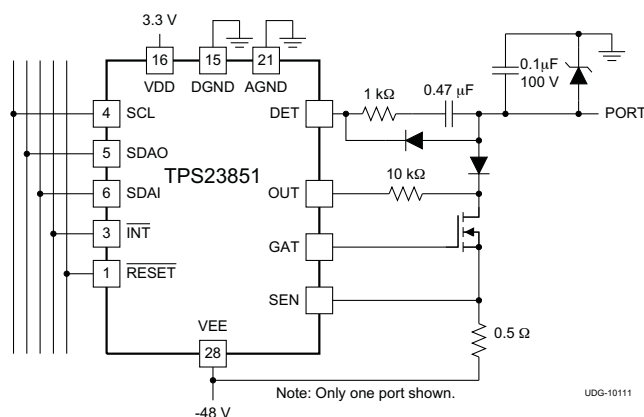 3.3 V
16
15
21
VDD
DGND
AGND
4
SCL
5
SDAO
6
SDAI
3
INT
1
RESET
TPS23851
DET
OUT
GAT
SEN
VEE
28
-48 V
1 kΩ
0.47 μF
0.1μF
100 V
PORT
10 kΩ
0.5 Ω
Note: Only one port shown.
UDG-10111